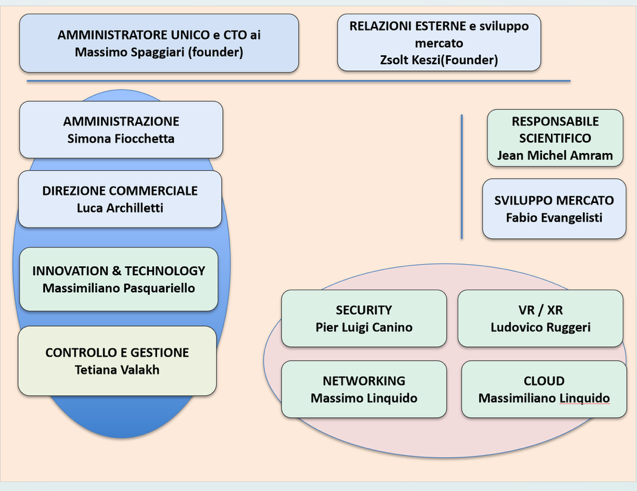 AMMINISTRATORE UNICO e CTO ai
Massimo Spaggiari (founder)
RELAZIONI ESTERNE e sviluppo
mercato
Zsolt Keszi(Founder)
AMMINISTRAZIONE
Simona Fiocchetta
DIREZIONE COMMERCIALE
Luca Archilletti
INNOVATION & TECHNOLOGY
Massimiliano Pasquariello
CONTROLLO E GESTIONE
Tetiana Valakh
RESPONSABILE
SCIENTIFICO
Jean Michel Amram
SVILUPPO MERCATO
Fabio Evangelisti
SECURITY
Pier Luigi Canino
VR / XR
Ludovico Ruggeri
NETWORKING
Massimo Linquido
CLOUD
Massimiliano Linquido